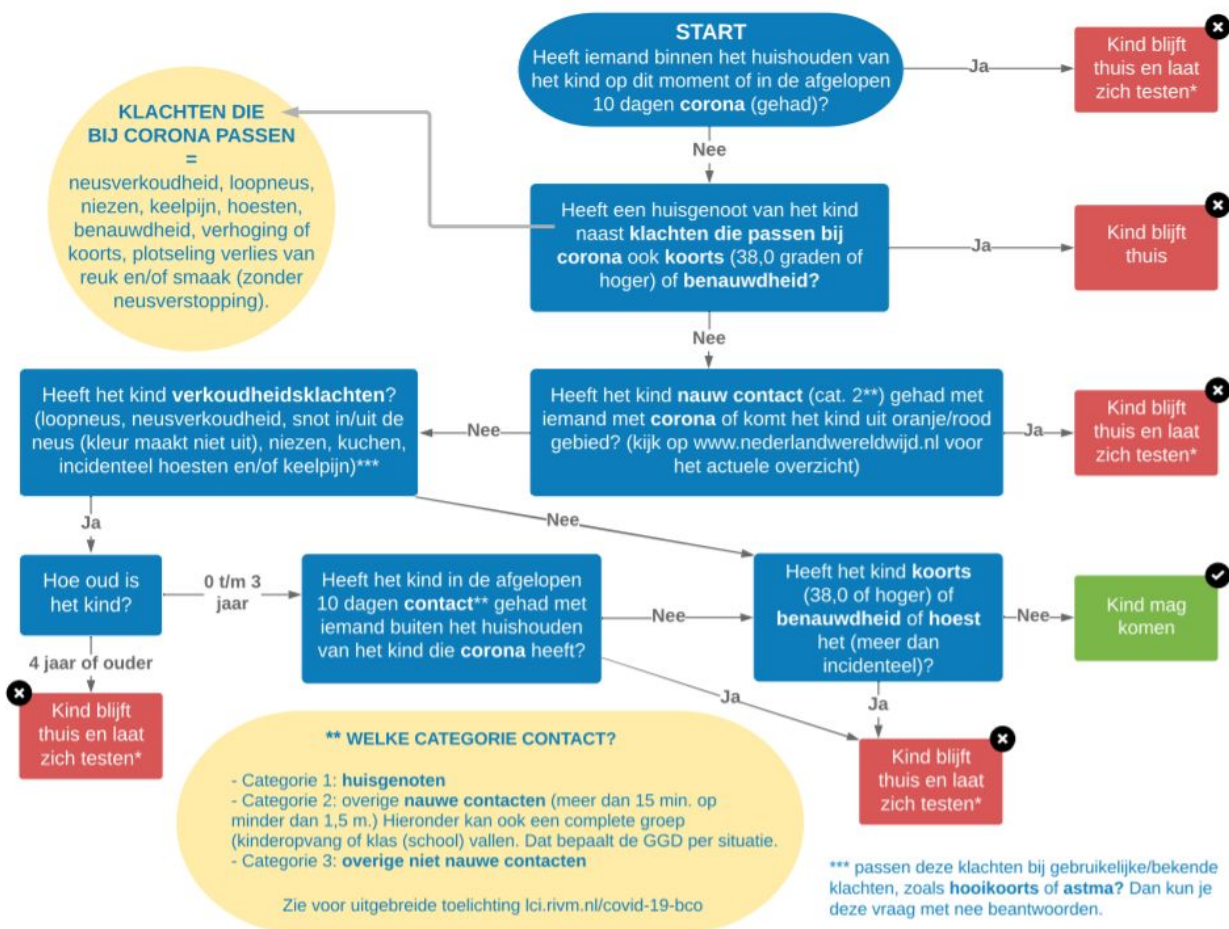 START
Heeft iemand binnen het huishouden van
het kind op dit moment of in de afgelopen
10 dagen corona (gehad)?
Ja
Kind blijft
thuis en laat
zich testen*
Nee
KLACHTEN DIE
BIJ CORONA PASSEN
=
neusverkoudheid, loopneus,
niezen, keelpijn, hoesten,
benauwdheid, verhoging of
koorts, plotseling verlies van
reuk en/of smaak (zonder
neusverstopping).
Heeft een huisgenoot van het kind
naast klachten die passen bij
corona ook koorts (38,0 graden of
hoger) of benauwdheid?
Ja
Kind blijft
thuis
Nee
Heeft het kind nauw contact (cat. 2**) gehad met
iemand met corona of komt het kind uit oranje/rood
gebied? (kijk op www.nederlandwereldwijd.nl voor
het actuele overzicht)
Ja
Kind blijft
thuis en laat
zich testen*
Nee
Heeft het kind verkoudheidsklachten?
(loopneus, neusverkoudheid, snot in/uit de
neus (kleur maakt niet uit), niezen, kuchen,
incidenteel hoesten en/of keelpijn)***
Ja
Nee
Hoe oud is
het kind?
0 t/m 3
jaar
4 jaar of ouder
Kind blijft
thuis en laat
zich testen*
Heeft het kind in de afgelopen
10 dagen contact** gehad met
iemand buiten het huishouden
van het kind die corona heeft?
Nee
Ja
Heeft het kind koorts
(38,0 of hoger) of
benauwdheid of hoest
het (meer dan
incidenteel)?
Nee
Kind mag
komen
Ja
Kind blijft
thuis en laat
zich testen*
** WELKE CATEGORIE CONTACT?
- Categorie 1: huisgenoten
- Categorie 2: overige nauwe contacten (meer dan 15 min. op
minder dan 1,5 m.) Hieronder kan ook een complete groep
(kinderopvang of klas (school) vallen. Dat bepaalt de GGD per situatie.
- Categorie 3: overige niet nauwe contacten
Zie voor uitgebreide toelichting lci.rivm.nl/covid-19-bco
*** passen deze klachten bij gebruikelijke/bekende
klachten, zoals hooikoorts of astma? Dan kun je
deze vraag met nee beantwoorden.